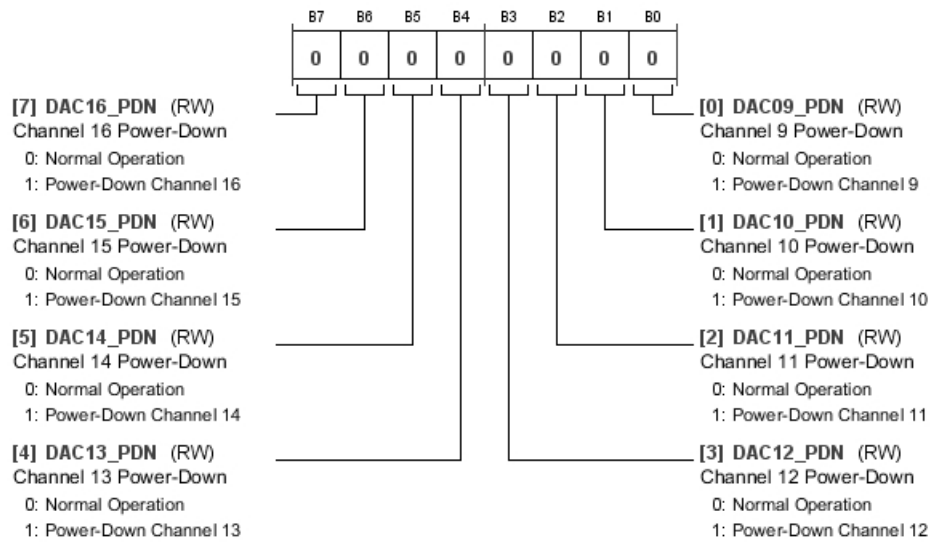 B7 B6 B5 B4 B3 B2 B1 B0
0 0 0 0 0 0 0 0
[7] DAC16_PDN (RW)
Channel 16 Power-Down
0: Normal Operation
1: Power-Down Channel 16
[6] DAC15_PDN (RW)
Channel 15 Power-Down
0: Normal Operation
1: Power-Down Channel 15
[5] DAC14_PDN (RW)
Channel 14 Power-Down
0: Normal Operation
1: Power-Down Channel 14
[4] DAC13_PDN (RW)
Channel 13 Power-Down
0: Normal Operation
1: Power-Down Channel 13
[0] DAC09_PDN (RW)
Channel 9 Power-Down
0: Normal Operation
1: Power-Down Channel 9
[1] DAC10_PDN (RW)
Channel 10 Power-Down
0: Normal Operation
1: Power-Down Channel 10
[2] DAC11_PDN (RW)
Channel 11 Power-Down
0: Normal Operation
1: Power-Down Channel 11
[3] DAC12_PDN (RW)
Channel 12 Power-Down
0: Normal Operation
1: Power-Down Channel 12